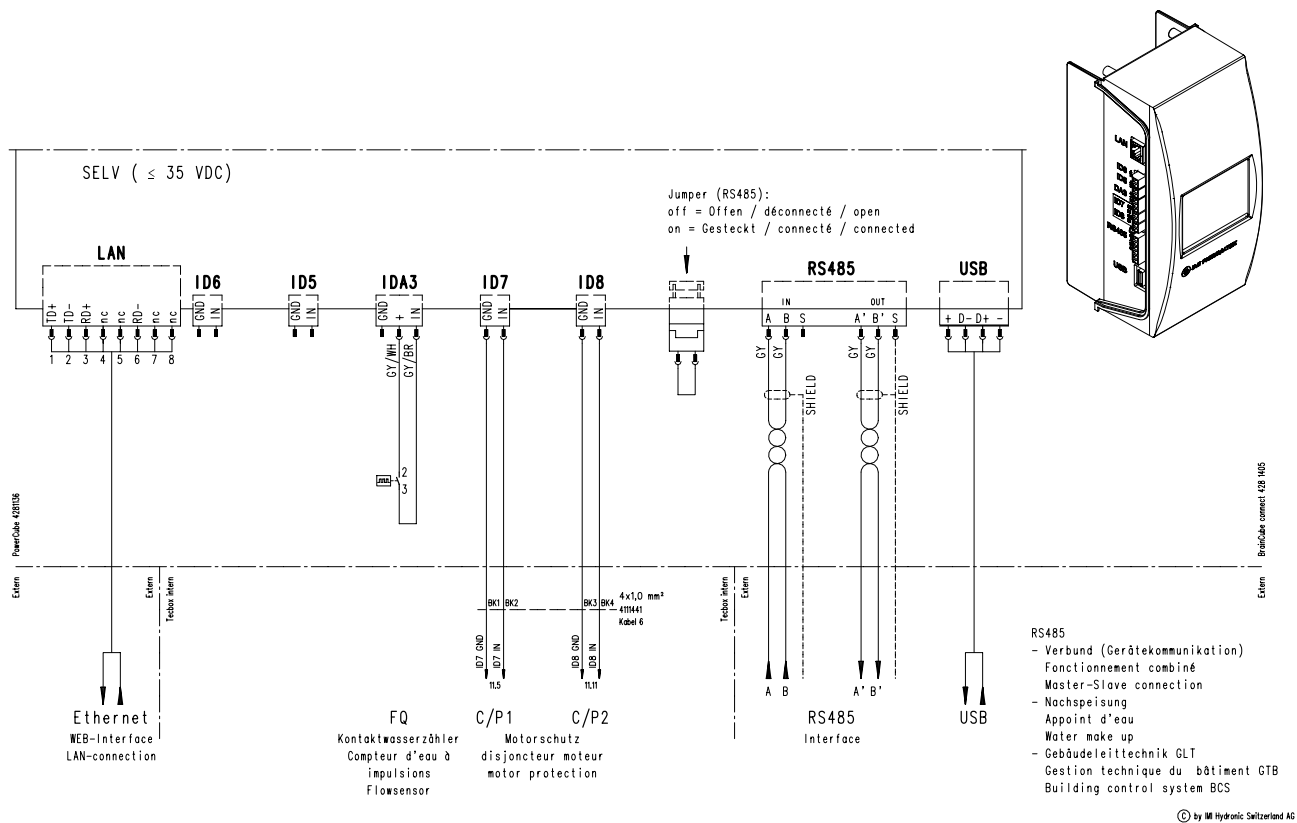 SELV ( ≤ 35 VDC)
Jumper (RS485):
off = Offen / déconnecté / open
on = Gesteckt / connecté / connected
LAN
ID6
ID5
IDA3
ID7
ID8
RS485
USB
TD+ TD- RD+ nc nc RD- nc nc
GND IN
GND IN
GND + IN
GND IN
GND IN
IN OUT
A B S A' B' S
+ D- D+ -
1 2 3 4 5 6 7 8
GY/WH GY/BR
GY GY SHIELD
GY GY SHIELD
2
3
PowerCube 4281136
BrainCube connect 428 1405
Extern
Extern
Tecbox intern
Tecbox intern
Extern
Extern
BK1 BK2
BK3 BK4
4x1,0 mm²
4111441
Kabel 6
ID7 GND ID7 IN
ID8 GND ID8 IN
11.5
11.11
A B A' B'
Ethernet
WEB-Interface
LAN-connection
FQ
Kontaktwasserzähler
Compteur d'eau à
impulsions
Flowsensor
C/P1 C/P2
Motorschutz
disjoncteur moteur
motor protection
RS485
Interface
USB
RS485
- Verbund (Gerätekommunikation)
Fonctionnement combiné
Master-Slave connection
- Nachspeisung
Appoint d'eau
Water make up
- Gebäudeleittechnik GLT
Gestion technique du bâtiment GTB
Building control system BCS
© by IMI Hydronic Switzerland AG
LAN
ID7
RS485
USB
IMI PNEUMATEX